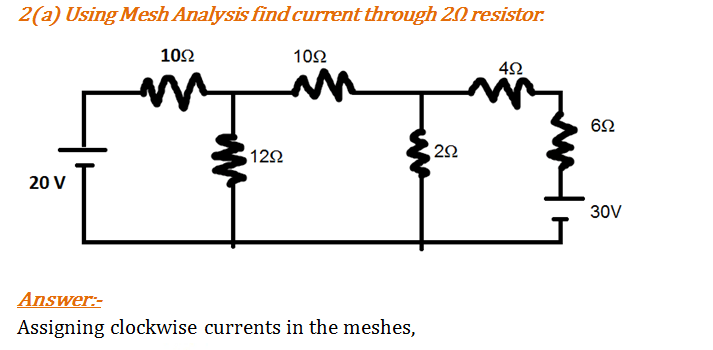 2(a) Using Mesh Analysis find current through 2Ω resistor.
10Ω 10Ω 4Ω
6Ω
12Ω 2Ω
20 V
30V
Answer:-
Assigning clockwise currents in the meshes,